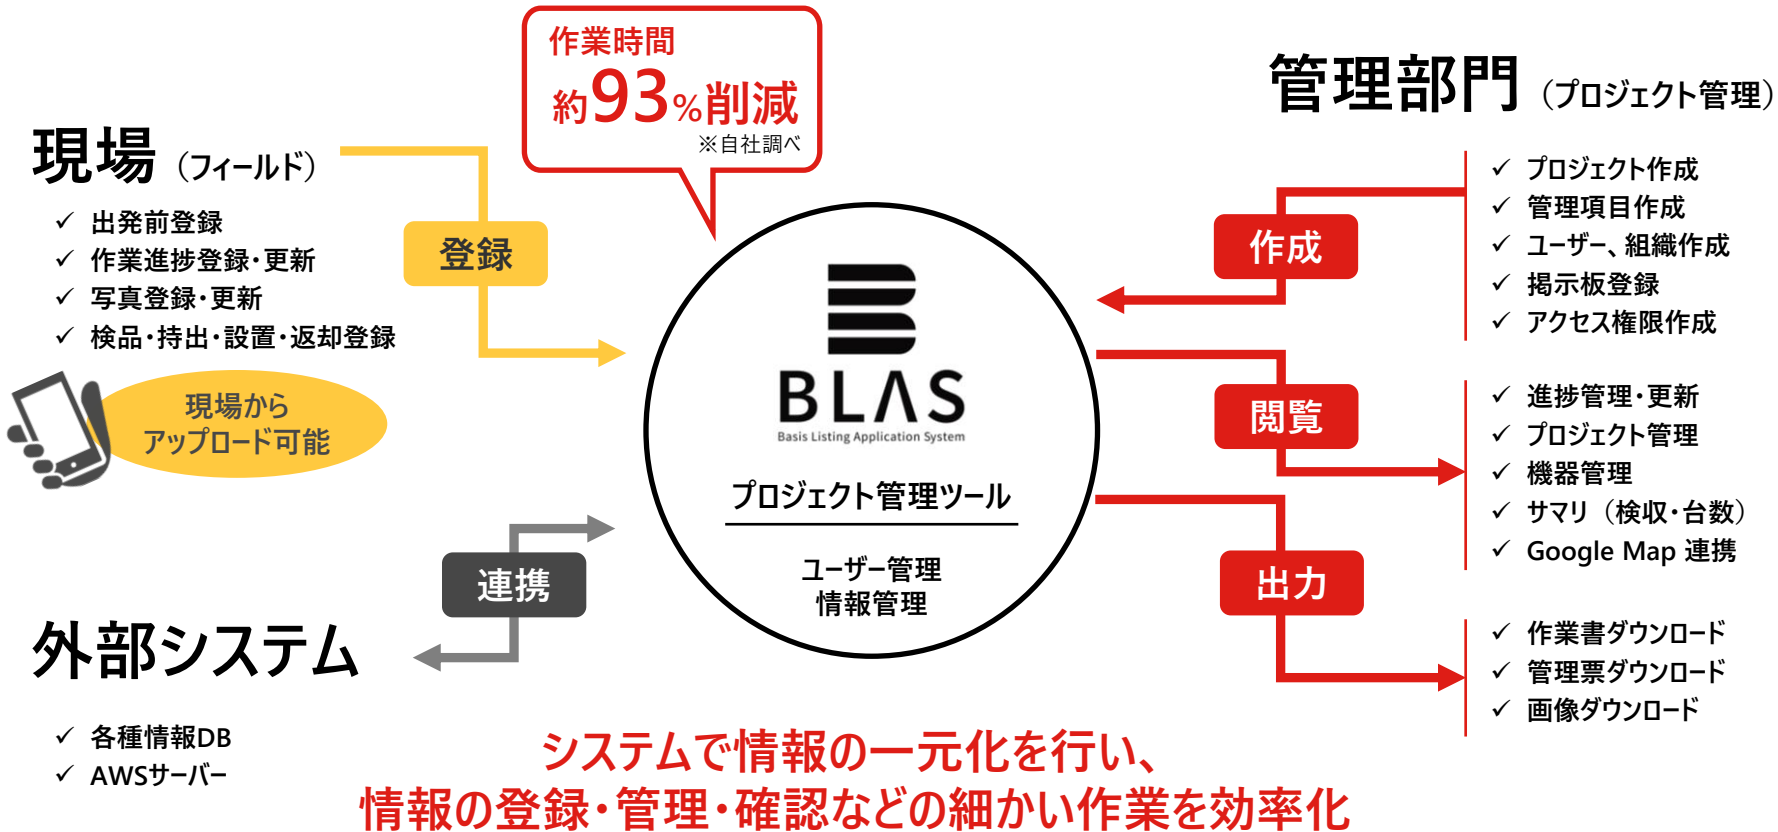 作業時間
約93%削減
※自社調べ
現場（フィールド）
✓ 出発前登録
✓ 作業進捗登録・更新
✓ 写真登録・更新
✓ 検品・持出・設置・返却登録
現場から
アップロード可能
登録
外部システム
✓ 各種情報DB
✓ AWSサーバー
連携
BLAS
Basis Listing Application System
プロジェクト管理ツール
ユーザー管理
情報管理
管理部門（プロジェクト管理）
作成
✓ プロジェクト作成
✓ 管理項目作成
✓ ユーザー、組織作成
✓ 掲示板登録
✓ アクセス権限作成
閲覧
✓ 進捗管理・更新
✓ プロジェクト管理
✓ 機器管理
✓ サマリ（検収・台数）
✓ Google Map 連携
出力
✓ 作業書ダウンロード
✓ 管理票ダウンロード
✓ 画像ダウンロード
システムで情報の一元化を行い、
情報の登録・管理・確認などの細かい作業を効率化